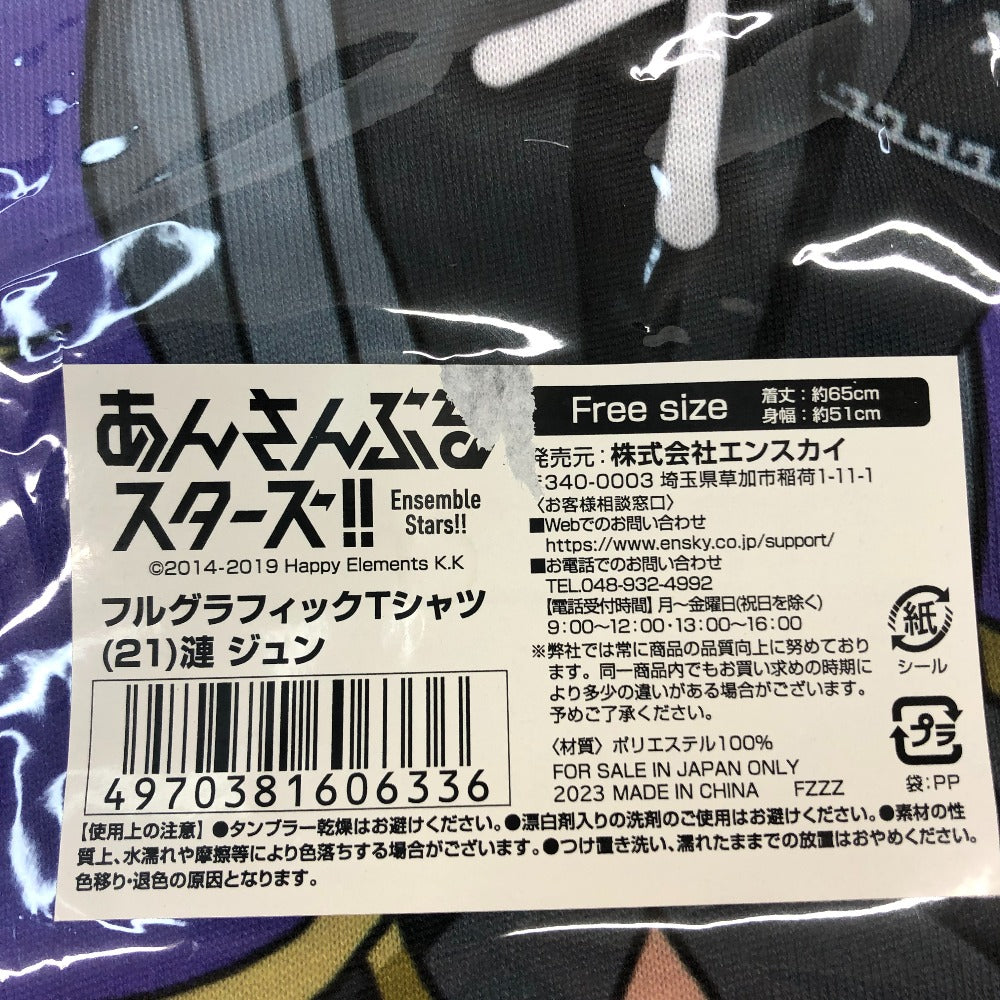 あんさんぶる
スターズ!!
Ensemble
Stars!!
©2014-2019 Happy Elements K.K
フルグラフィックTシャツ
(21)漣 ジュン
4970381606336
Free size
着丈：約65cm
身幅：約51cm
発売元：株式会社エンスカイ
〒340-0003 埼玉県草加市稲荷1-11-1
〈お客様相談窓口〉
■Webでのお問い合わせ
https://www.ensky.co.jp/support/
■お電話でのお問い合わせ
TEL.048-932-4992
【電話受付時間】月～金曜日(祝日を除く)
9：00～12：00・13：00～16：00
※弊社では常に商品の品質向上に努めており
ます。同一商品内でもお買い求めの時期に
より多少の違いがある場合がございます。
予めご了承ください。
〈材質〉ポリエステル100%
FOR SALE IN JAPAN ONLY
2023 MADE IN CHINA FZZZ
紙
シール
プラ
袋：PP
【使用上の注意】●タンブラー乾燥はお避けください。●漂白剤入りの洗剤のご使用はお避けください。●素材の性
質上、水濡れや摩擦等により色落ちする場合がございます。●つけ置き洗い、濡れたままでの放置はおやめください。
色移り・退色の原因となります。